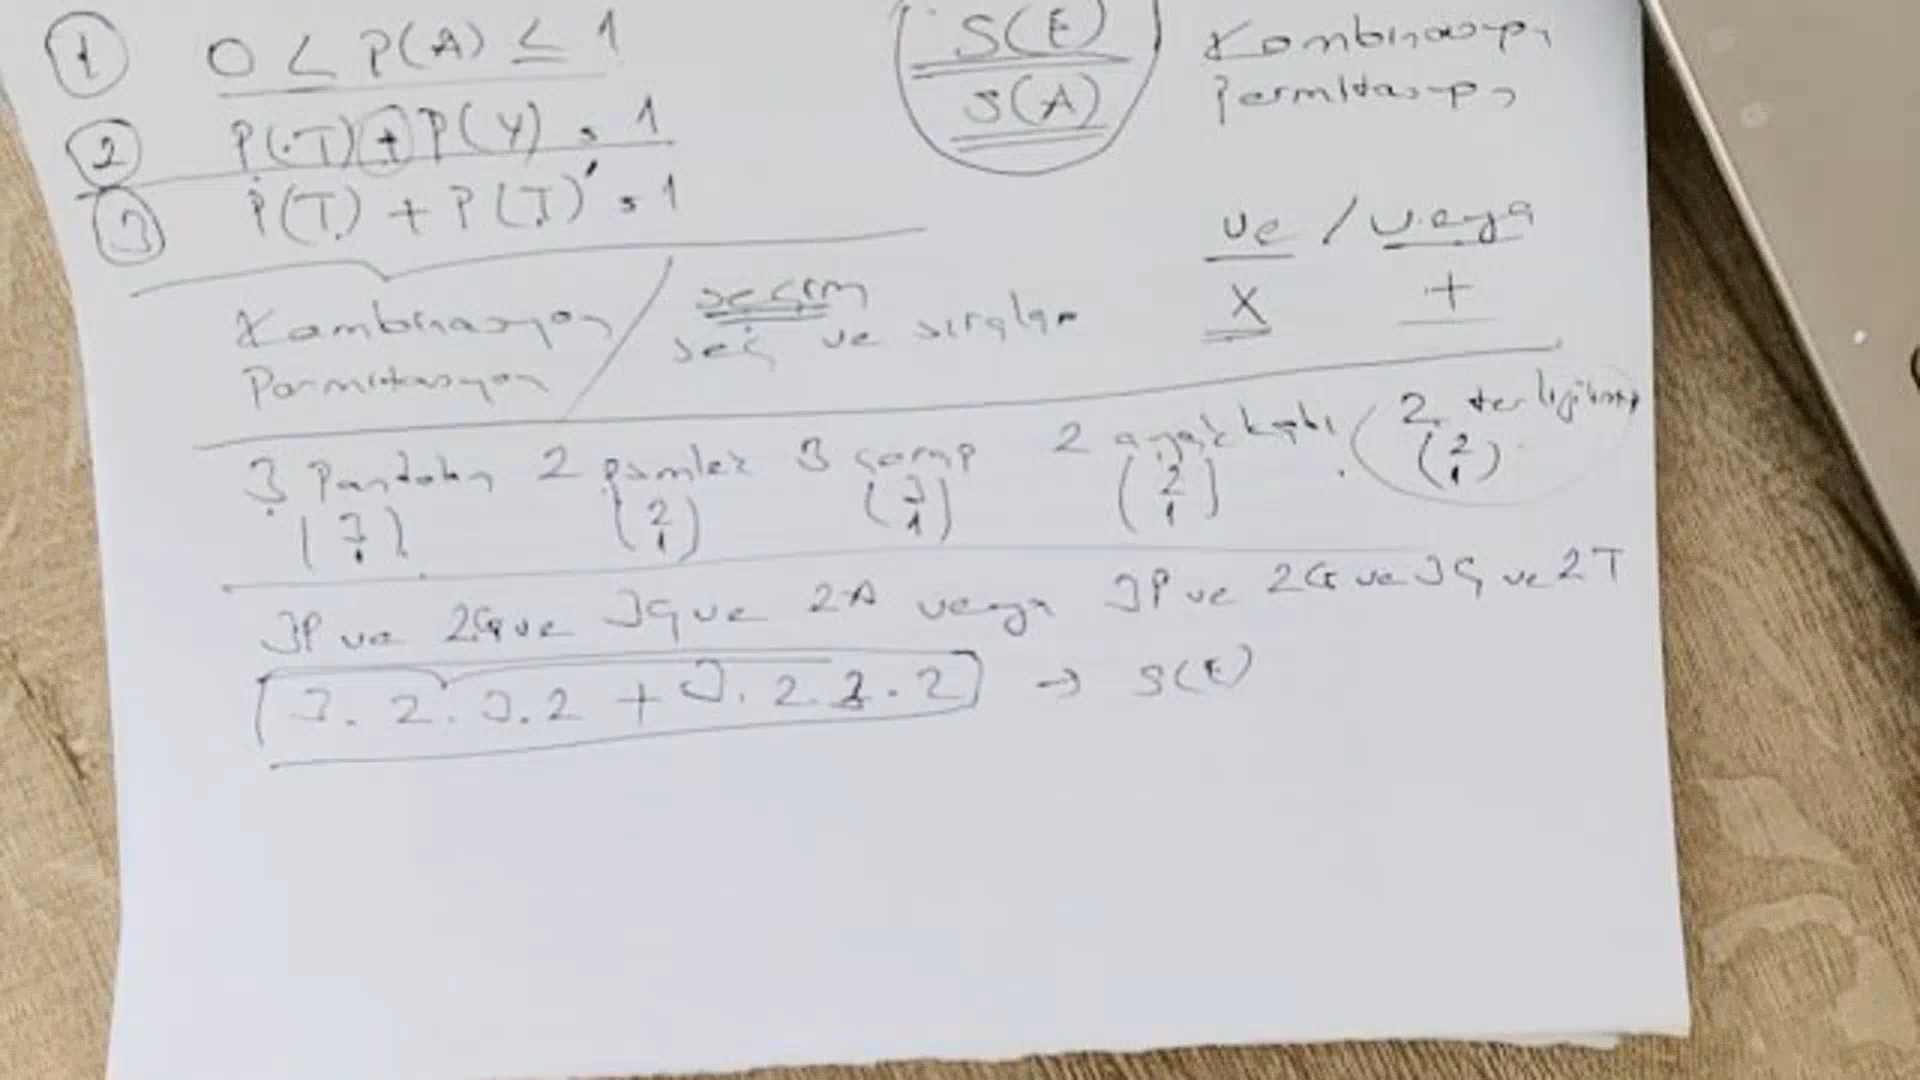 1 0 ≤ P(A) ≤ 1
2 P(T) + P(Y) = 1
3 P(T) + P(T)' = 1
S(E)
S(A)
Kombinasyon
Permütasyon
ve / veya
X +
Kombinasyon / seçim
Permütasyon seç ve sırala
3 Pantolon 2 gömlek 3 çorap 2 ayakkabı 2 terlik
(3 1) (2 1) (3 1) (2 1) (2 1)
3P ve 2G ve 3Ç ve 2A veya 3P ve 2G ve 3Ç ve 2T
3.2.3.2 + 3.2.3.2 → S(E)